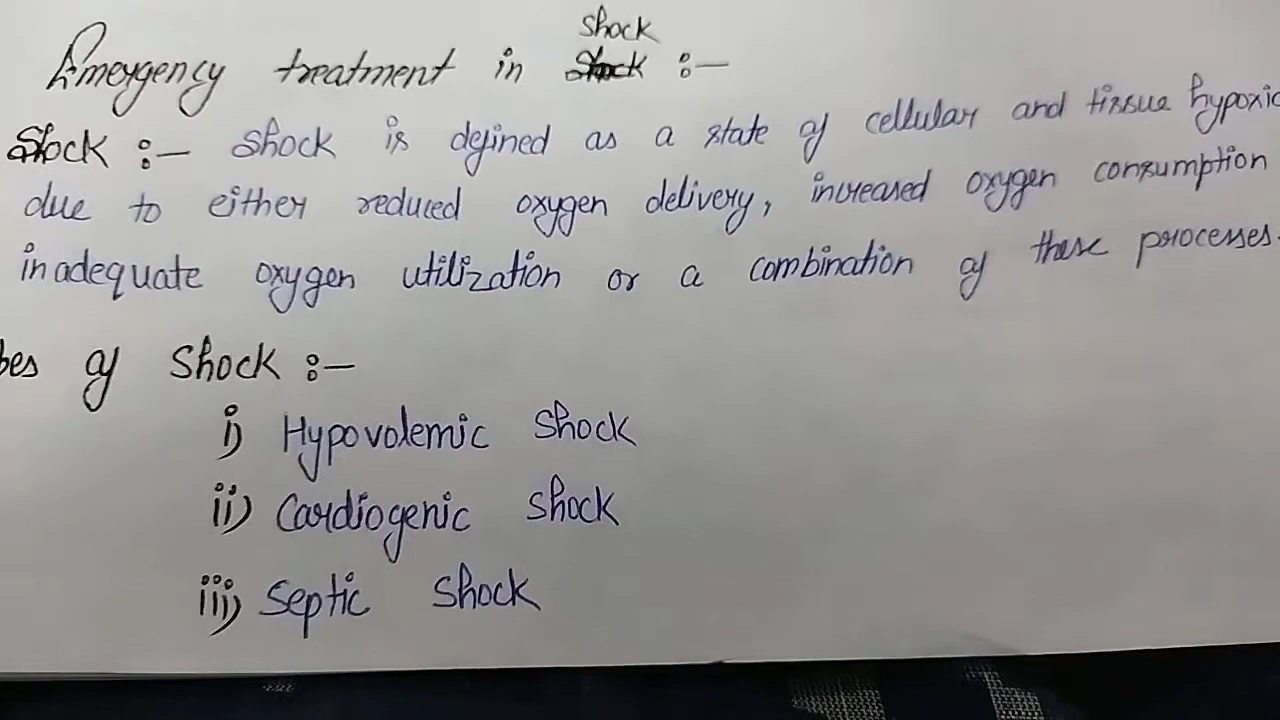 Shock
Emergency treatment in Shock :-
Shock :- Shock is defined as a state of cellular and tissue hypoxic
due to either reduced oxygen delivery, increased oxygen consumption
inadequate oxygen utilization or a combination of these processes.
pes of Shock :-
i) Hypovolemic Shock
ii) Cardiogenic Shock
iii) Septic Shock